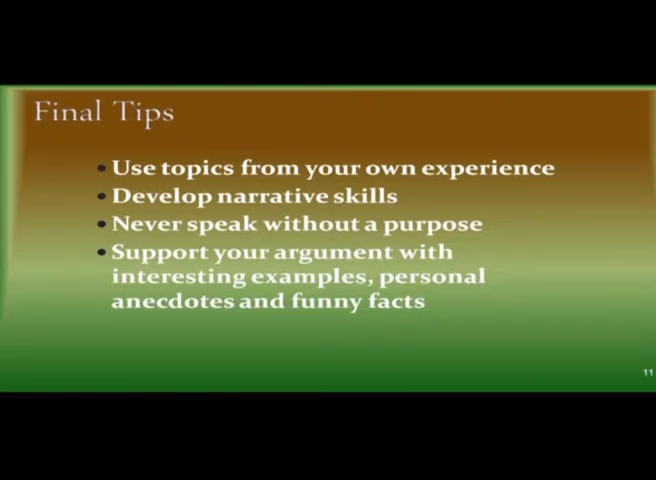 Final Tips
• Use topics from your own experience
• Develop narrative skills
• Never speak without a purpose
• Support your argument with
interesting examples, personal
anecdotes and funny facts
11